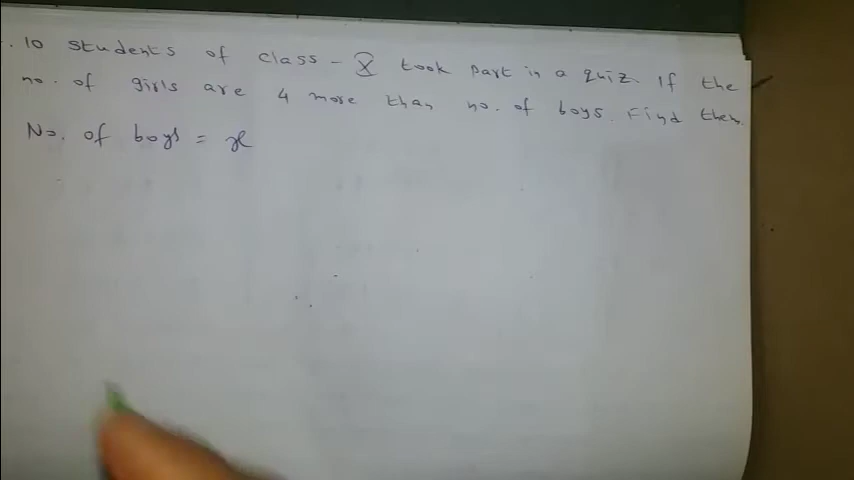 . 10 students of class - X took part in a quiz. If the
no. of girls are 4 more than no. of boys. Find them.
No. of boys = x